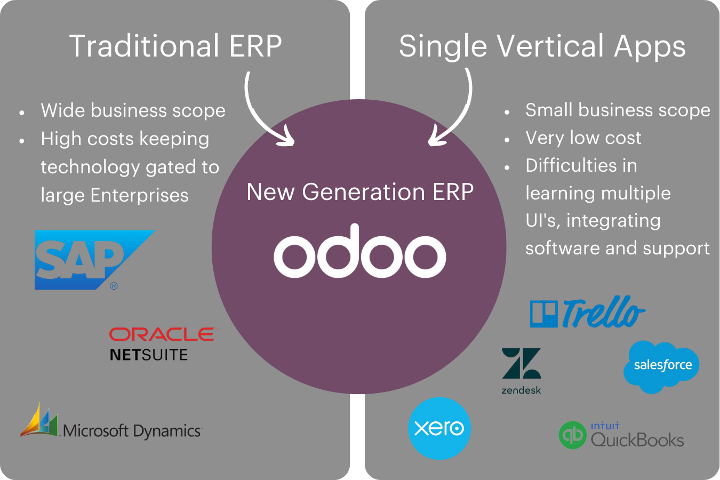 Traditional ERP
• Wide business scope
• High costs keeping
technology gated to
large Enterprises
SAP
®
ORACLE
NETSUITE
Microsoft Dynamics
New Generation ERP
odoo
Single Vertical Apps
• Small business scope
• Very low cost
• Difficulties in
learning multiple
UI's, integrating
software and support
Trello
zendesk
salesforce
xero
qb
intuit
QuickBooks